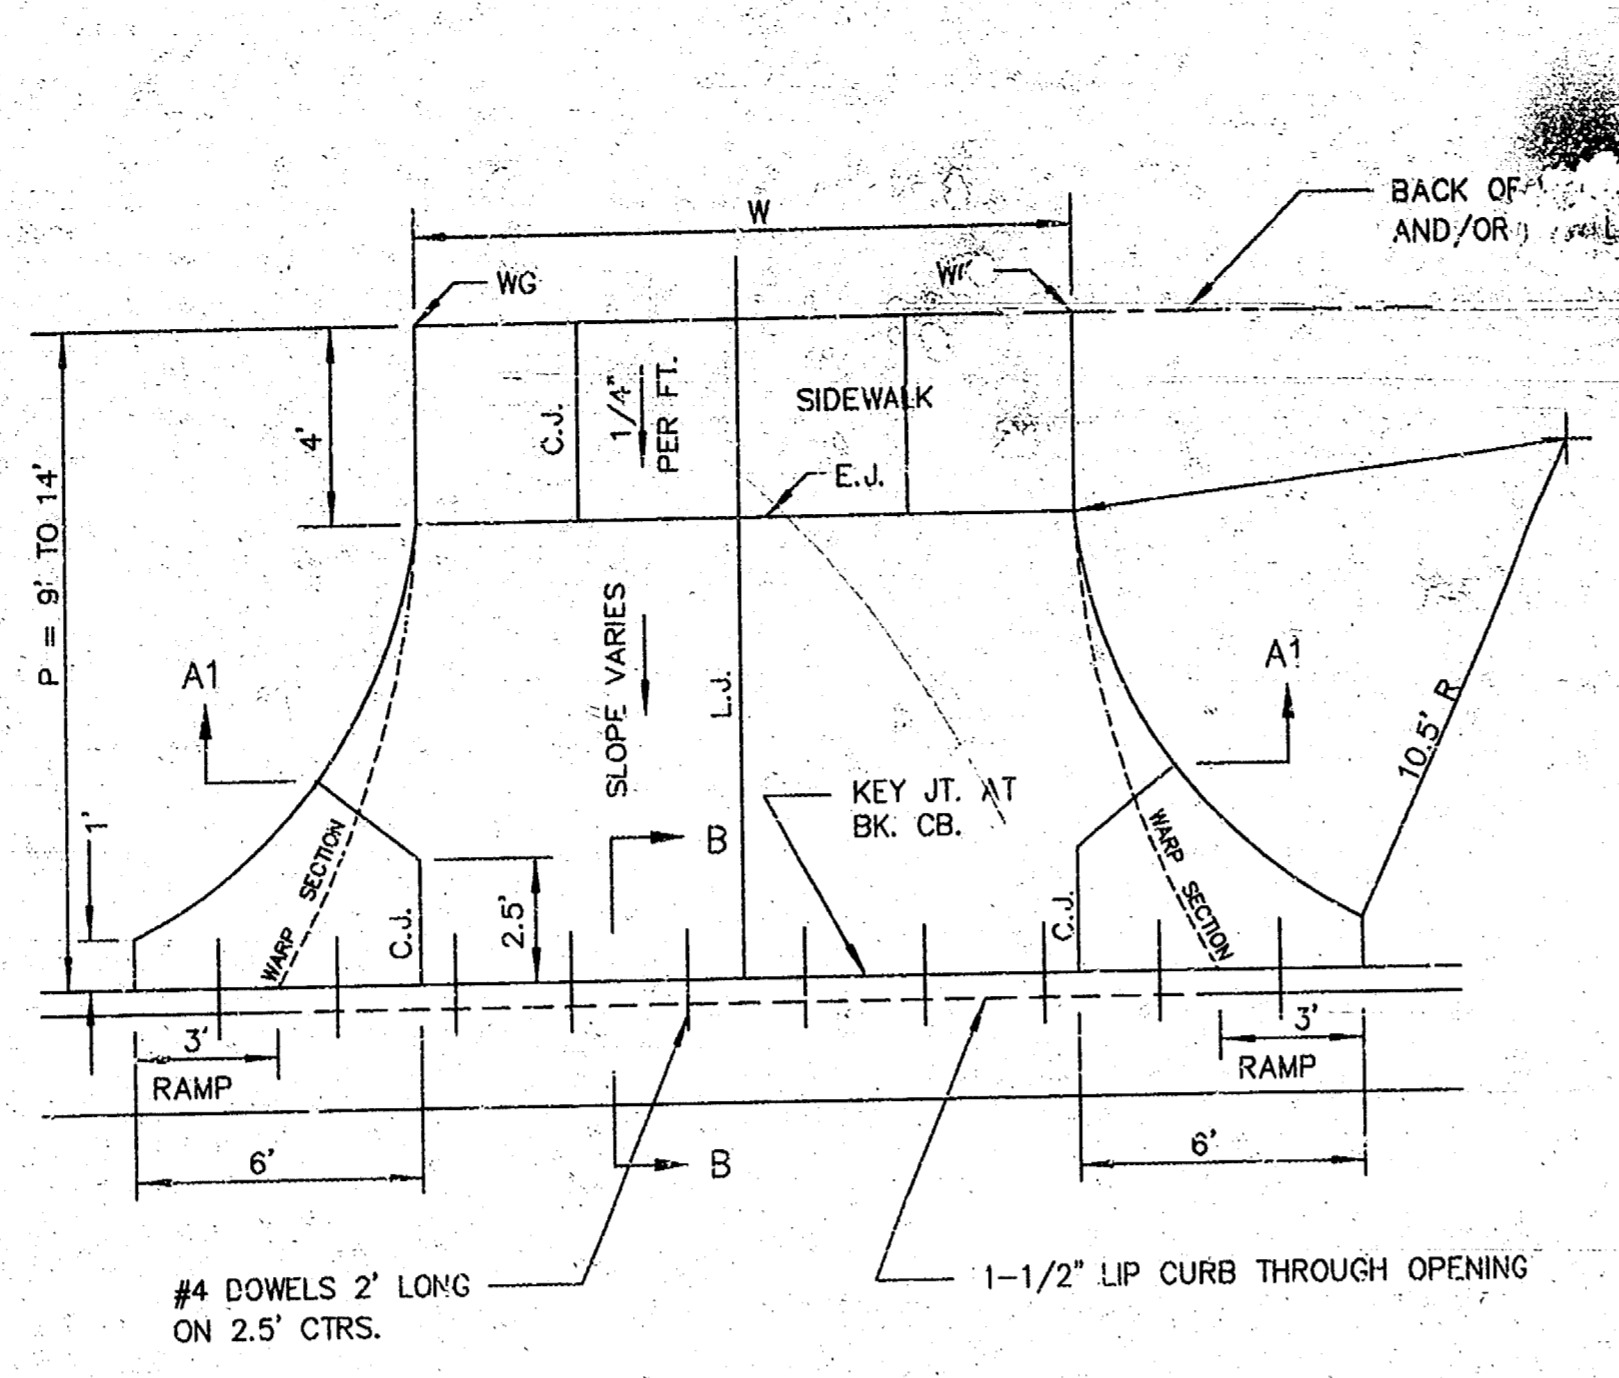 W
BACK OF
AND/OR
WG
4'
C.J.
1/4"
PER FT.
SIDEWALK
E.J.
P = 9' TO 14'
A1
SLOPE VARIES
L.J.
A1
10.5' R
1'
WARP SECTION
C.J.
2.5'
B
KEY JT. AT
BK. CB.
C.J.
WARP SECTION
3'
RAMP
3'
RAMP
6'
B
6'
#4 DOWELS 2' LONG
ON 2.5' CTRS.
1-1/2" LIP CURB THROUGH OPENING